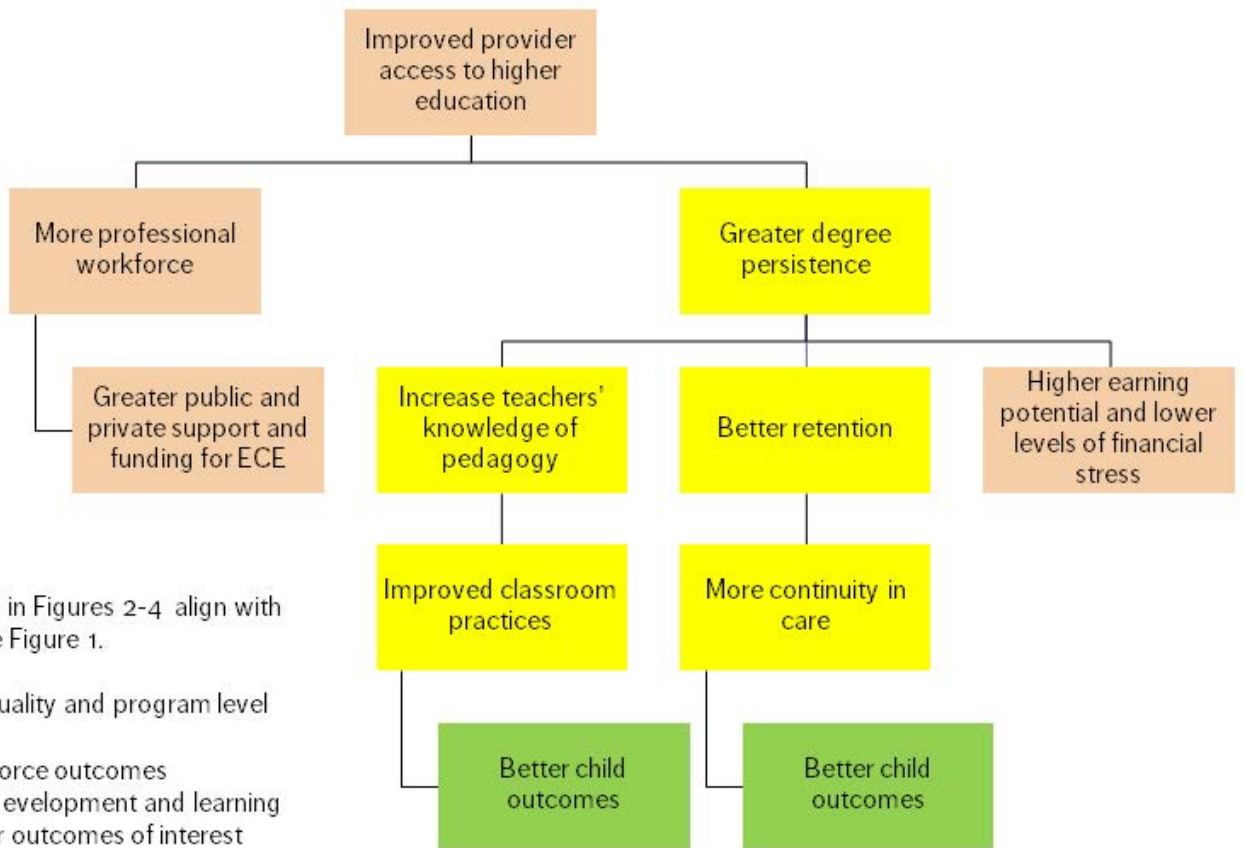 Improved provider
access to higher
education
More professional
workforce
Greater degree
persistence
Greater public and
private support and
funding for ECE
Increase teachers'
knowledge of
pedagogy
Better retention
Higher earning
potential and lower
levels of financial
stress
Improved classroom
practices
More continuity in
care
Better child
outcomes
Better child
outcomes
in Figures 2-4 align with
Figure 1.
and program level
outcomes
and learning
outcomes of interest